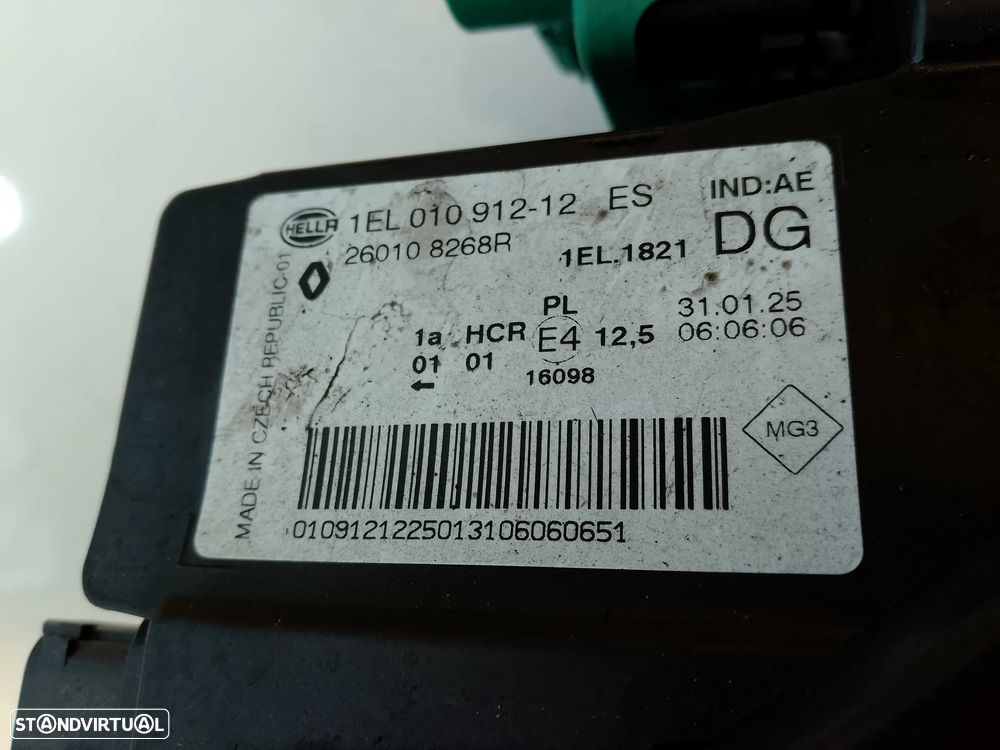 HELLA 1EL 010 912-12 ES IND:AE
26010 8268R 1EL.1821 DG
PL 31.01.25
1a HCR E4 12,5 06:06:06
01 01 16098
MG3
MADE IN CZECH REPUBLIC-01
0109121225013106060651
STANDVIRTUAL